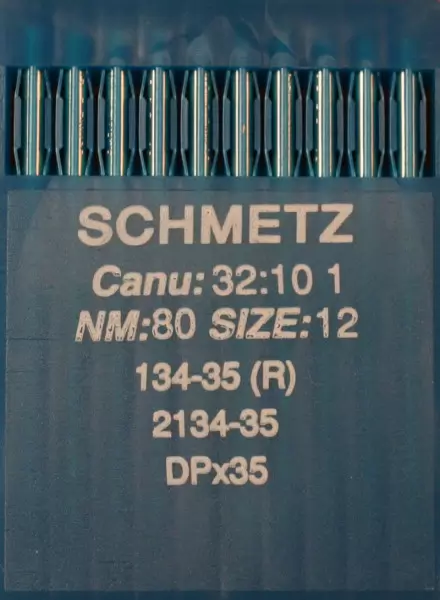 SCHMETZ
Canu: 32:10 1
NM:80 SIZE:12
134-35 (R)
2134-35
DPx35